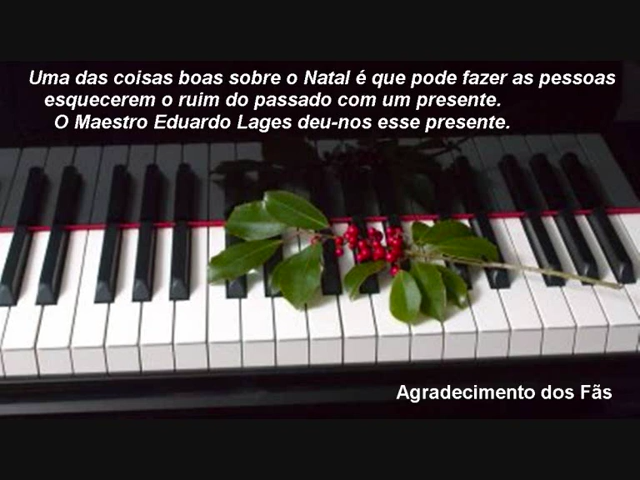 Uma das coisas boas sobre o Natal é que pode fazer as pessoas
esquecerem o ruim do passado com um presente.
O Maestro Eduardo Lages deu-nos esse presente.
Agradecimento dos Fãs